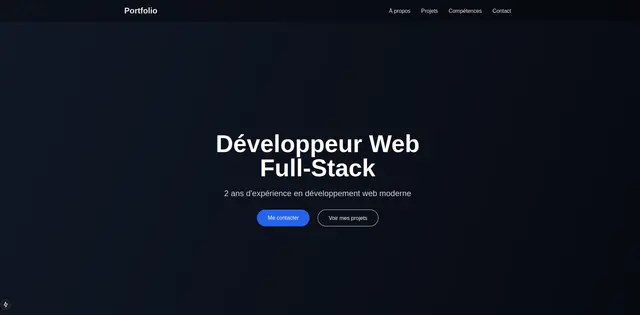 Portfolio
À propos
Projets
Compétences
Contact
Développeur Web
Full-Stack
2 ans d'expérience en développement web moderne
Me contacter
Voir mes projets